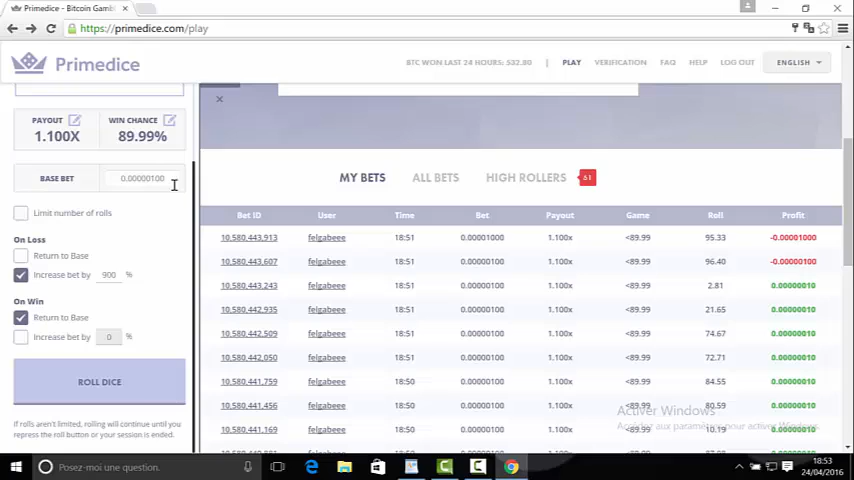 Primedice - Bitcoin Gamb
https://primedice.com/play
Primedice
BTC WON LAST 24 HOURS: 532.80
PLAY
VERIFICATION
FAQ
HELP
LOG OUT
ENGLISH
PAYOUT
1.100X
WIN CHANCE
89.99%
BASE BET
0.00000100
Limit number of rolls
On Loss
Return to Base
Increase bet by 900 %
On Win
Return to Base
Increase bet by 0 %
ROLL DICE
If rolls aren't limited, rolling will continue until you
repress the roll button or your session is ended.
MY BETS
ALL BETS
HIGH ROLLERS
51
Bet ID User Time Bet Payout Game Roll Profit
10,580,443,913 felgabeee 18:51 0.00001000 1.100x <89.99 95.33 -0.00001000
10,580,443,607 felgabeee 18:51 0.00000100 1.100x <89.99 96.40 -0.00000100
10,580,443,243 felgabeee 18:51 0.00000100 1.100x <89.99 2.81 0.00000010
10,580,442,935 felgabeee 18:51 0.00000100 1.100x <89.99 21.65 0.00000010
10,580,442,509 felgabeee 18:51 0.00000100 1.100x <89.99 74.67 0.00000010
10,580,442,050 felgabeee 18:51 0.00000100 1.100x <89.99 72.71 0.00000010
10,580,441,759 felgabeee 18:50 0.00000100 1.100x <89.99 84.55 0.00000010
10,580,441,456 felgabeee 18:50 0.00000100 1.100x <89.99 80.59 0.00000010
10,580,441,169 felgabeee 18:50 0.00000100 1.100x <89.99 10.19 0.00000010
Activer Windows
Accédez aux paramètres pour activer Windows.
Posez-moi une question.
18:53
24/04/2016